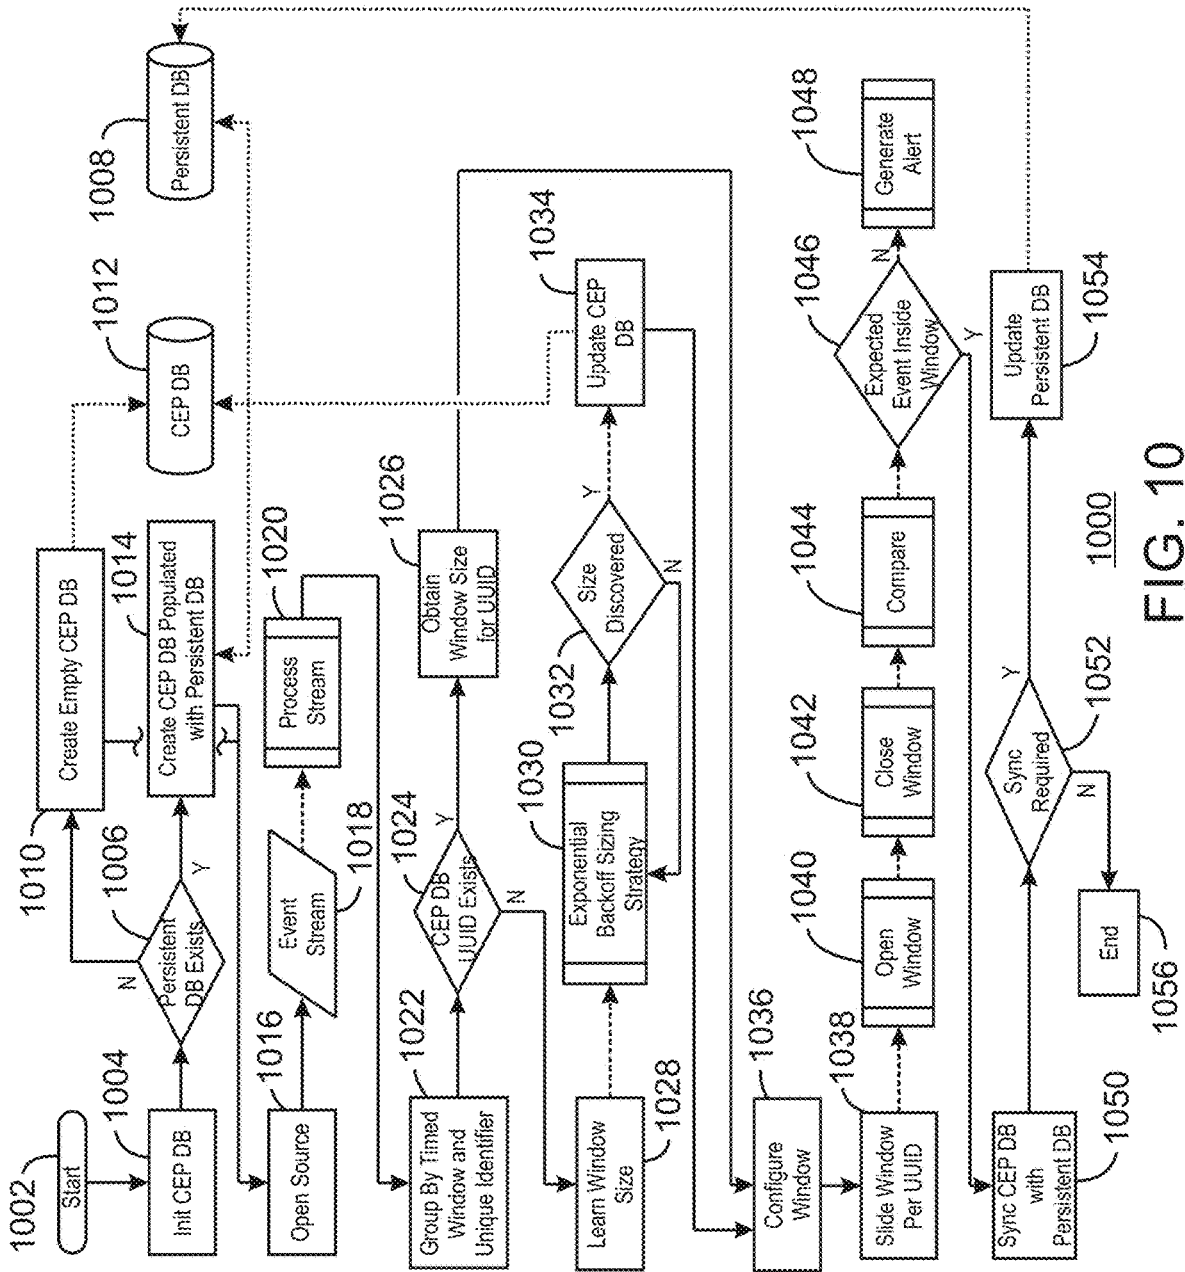 1002
Start
1004
Init CEP DB
1006
Persistent
DB Exists
N
Y
1010
Create Empty CEP DB
1014
Create CEP DB Populated
with Persistent DB
1012
CEP DB
1008
Persistent DB
1016
Open Source
1018
Event
Stream
1020
Process
Stream
1022
Group By Timed
Window and
Unique Identifier
1024
CEP DB
UUID Exists
Y
N
1026
Obtain
Window Size
for UUID
1028
Learn Window
Size
1030
Exponential
Backoff Sizing
Strategy
1032
Size
Discovered
Y
N
1034
Update CEP
DB
1036
Configure
Window
1038
Slide Window
Per UUID
1040
Open
Window
1042
Close
Window
1044
Compare
1046
Expected
Event Inside
Window
N
Y
1048
Generate
Alert
1050
Sync CEP DB
with
Persistent DB
1052
Sync
Required
Y
N
1054
Update
Persistent DB
1056
End
1000
FIG. 10